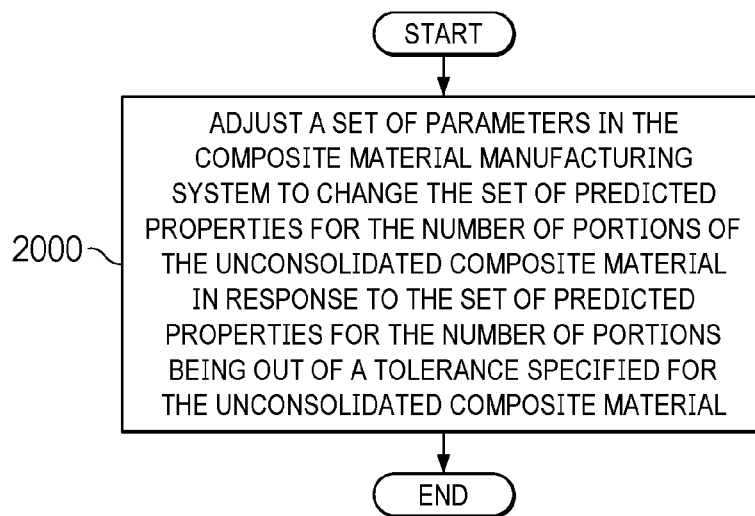 START
ADJUST A SET OF PARAMETERS IN THE
COMPOSITE MATERIAL MANUFACTURING
SYSTEM TO CHANGE THE SET OF PREDICTED
PROPERTIES FOR THE NUMBER OF PORTIONS OF
THE UNCONSOLIDATED COMPOSITE MATERIAL
IN RESPONSE TO THE SET OF PREDICTED
PROPERTIES FOR THE NUMBER OF PORTIONS
BEING OUT OF A TOLERANCE SPECIFIED FOR
THE UNCONSOLIDATED COMPOSITE MATERIAL
2000
END